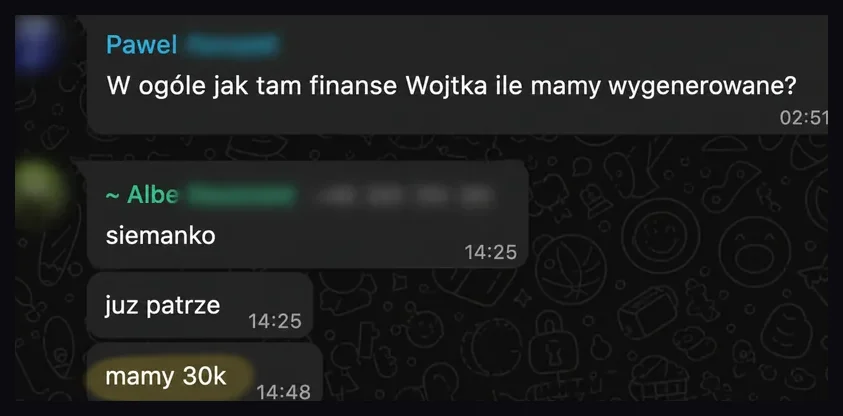 Pawel
W ogóle jak tam finanse Wojtka ile mamy wygenerowane?
02:51
~ Albe
siemanko
14:25
juz patrze
14:25
mamy 30k
14:48